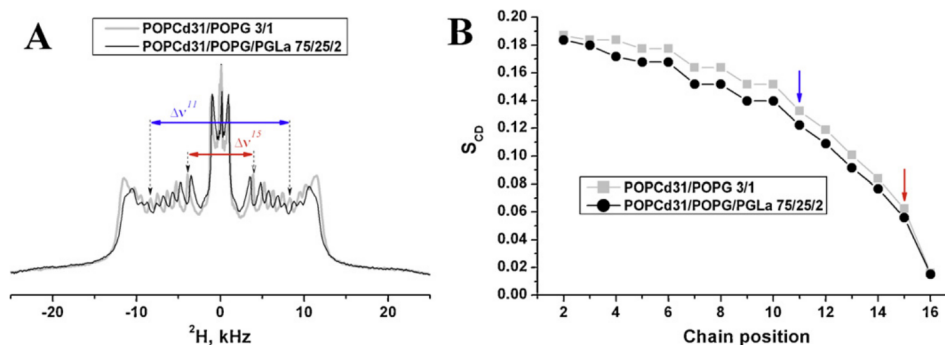 A
POPCd31/POPG 3/1
POPCd31/POPG/PGLa 75/25/2
Δν¹¹
Δν¹⁵
-20 -10 0 10 20
²H, kHz
B
0.20
0.18
0.16
0.14
0.12
0.10
0.08
0.06
0.04
0.02
0.00
S_CD
POPCd31/POPG 3/1
POPCd31/POPG/PGLa 75/25/2
2 4 6 8 10 12 14 16
Chain position